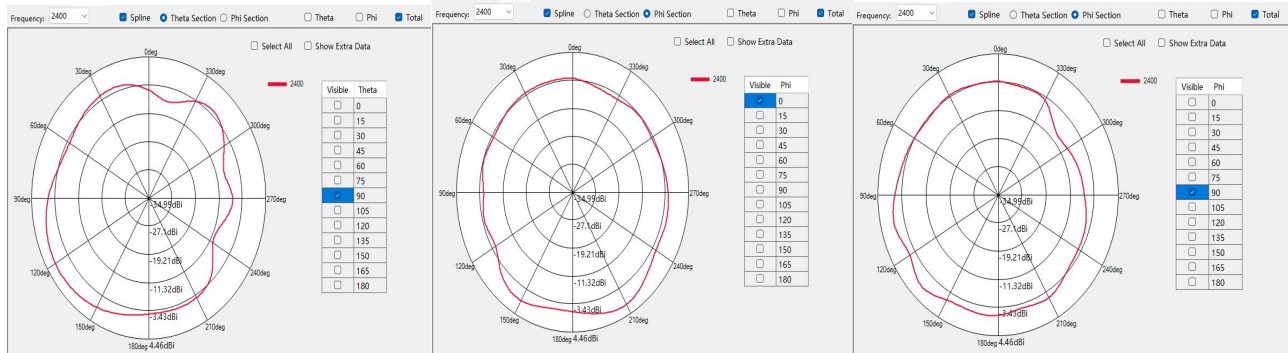 Frequency: 2400 Spline Theta Section Phi Section Theta Phi Total
Select All Show Extra Data
0deg
30deg 330deg
60deg 300deg
90deg 270deg
120deg 240deg
150deg 210deg
180deg 4.46dBi
-34.99dBi
-27.1dBi
-19.21dBi
-11.32dBi
-3.43dBi
2400
Visible Theta
0
15
30
45
60
75
90
105
120
135
150
165
180
Frequency: 2400 Spline Theta Section Phi Section Theta Phi Total
Select All Show Extra Data
0deg
30deg 330deg
60deg 300deg
90deg 270deg
120deg 240deg
150deg 210deg
180deg 4.46dBi
-34.99dBi
-27.1dBi
-19.21dBi
-11.32dBi
-3.43dBi
2400
Visible Phi
0
15
30
45
60
75
90
105
120
135
150
165
180
Frequency: 2400 Spline Theta Section Phi Section Theta Phi Total
Select All Show Extra Data
0deg
30deg 330deg
60deg 300deg
90deg 270deg
120deg 240deg
150deg 210deg
180deg 4.46dBi
-34.99dBi
-27.1dBi
-19.21dBi
-11.32dBi
-3.43dBi
2400
Visible Phi
0
15
30
45
60
75
90
105
120
135
150
165
180